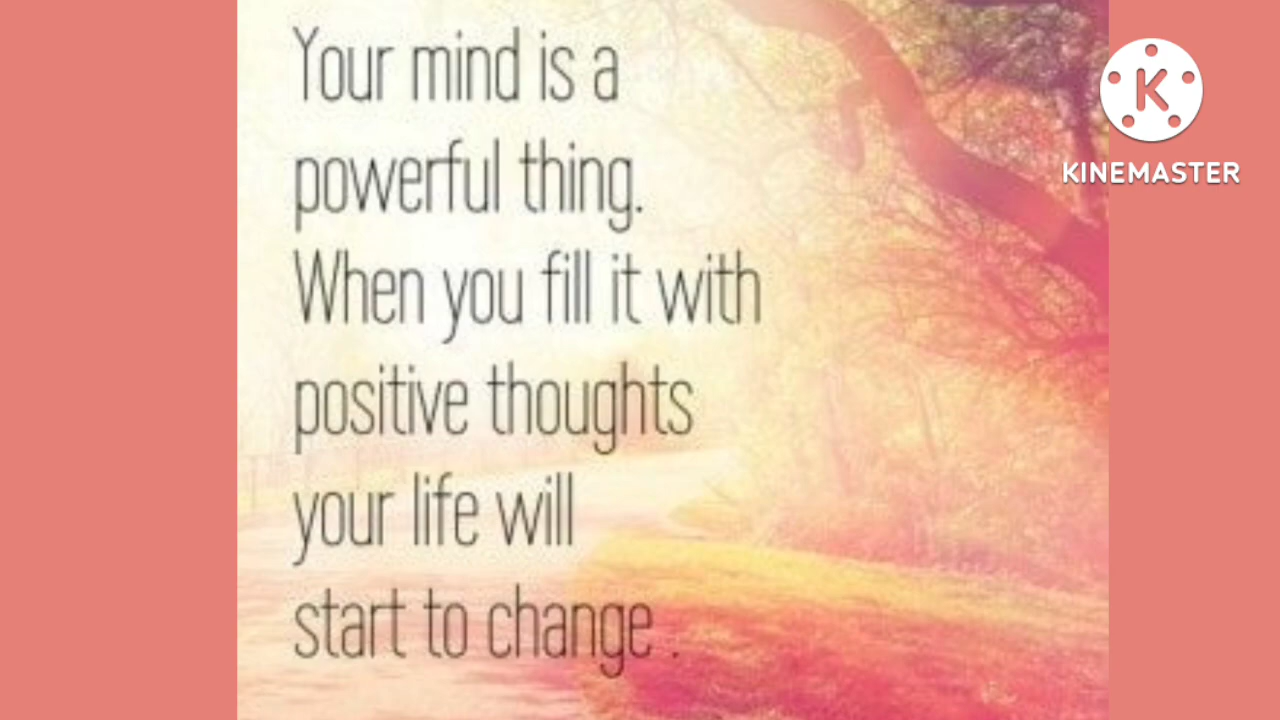 Your mind is a
powerful thing.
When you fill it with
positive thoughts
your life will
start to change .
K
KINEMASTER